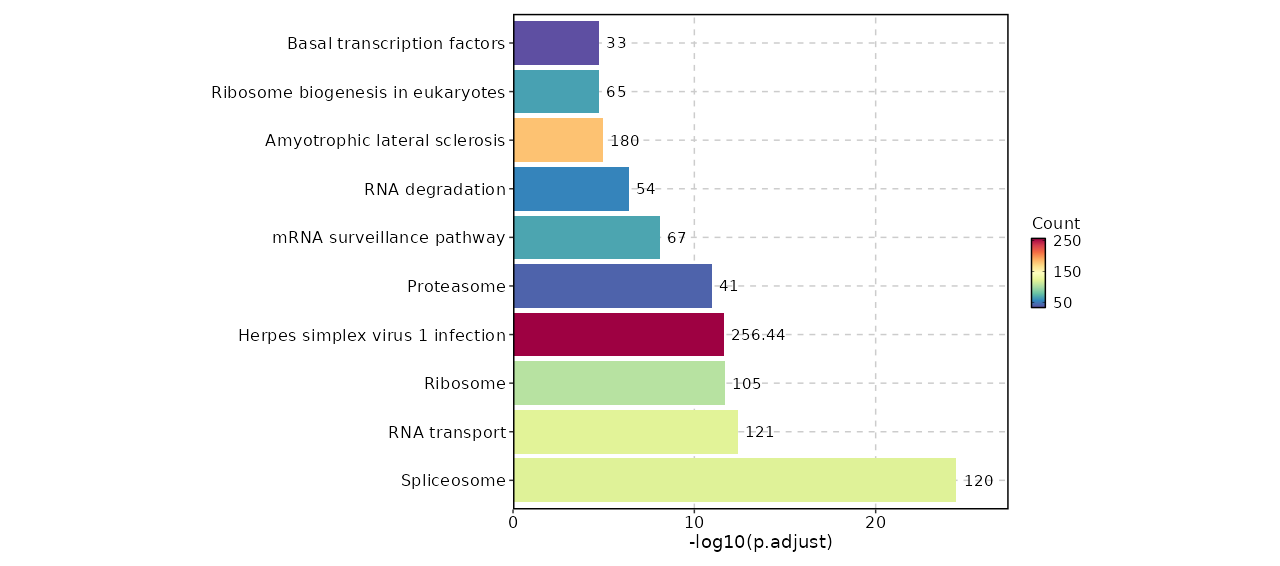 Basal transcription factors 33
Ribosome biogenesis in eukaryotes 65
Amyotrophic lateral sclerosis 180
RNA degradation 54
mRNA surveillance pathway 67
Proteasome 41
Herpes simplex virus 1 infection 256.44
Ribosome 105
RNA transport 121
Spliceosome 120
0 10 20
-log10(p.adjust)
Count
250
150
50